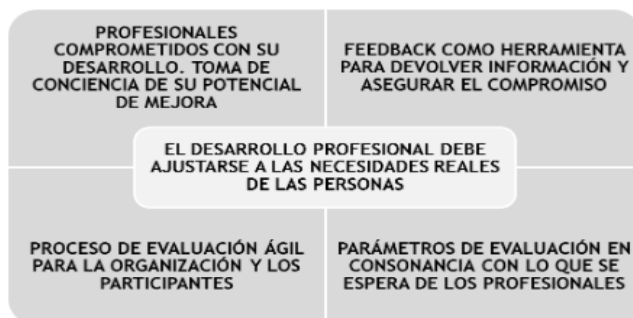 PROFESIONALES
COMPROMETIDOS CON SU
DESARROLLO. TOMA DE
CONCIENCIA DE SU POTENCIAL
DE MEJORA
FEEDBACK COMO HERRAMIENTA
PARA DEVOLVER INFORMACIÓN Y
ASEGURAR EL COMPROMISO
EL DESARROLLO PROFESIONAL DEBE
AJUSTARSE A LAS NECESIDADES REALES
DE LAS PERSONAS
PROCESO DE EVALUACIÓN ÁGIL
PARA LA ORGANIZACIÓN Y LOS
PARTICIPANTES
PARÁMETROS DE EVALUACIÓN EN
CONSONANCIA CON LO QUE SE
ESPERA DE LOS PROFESIONALES